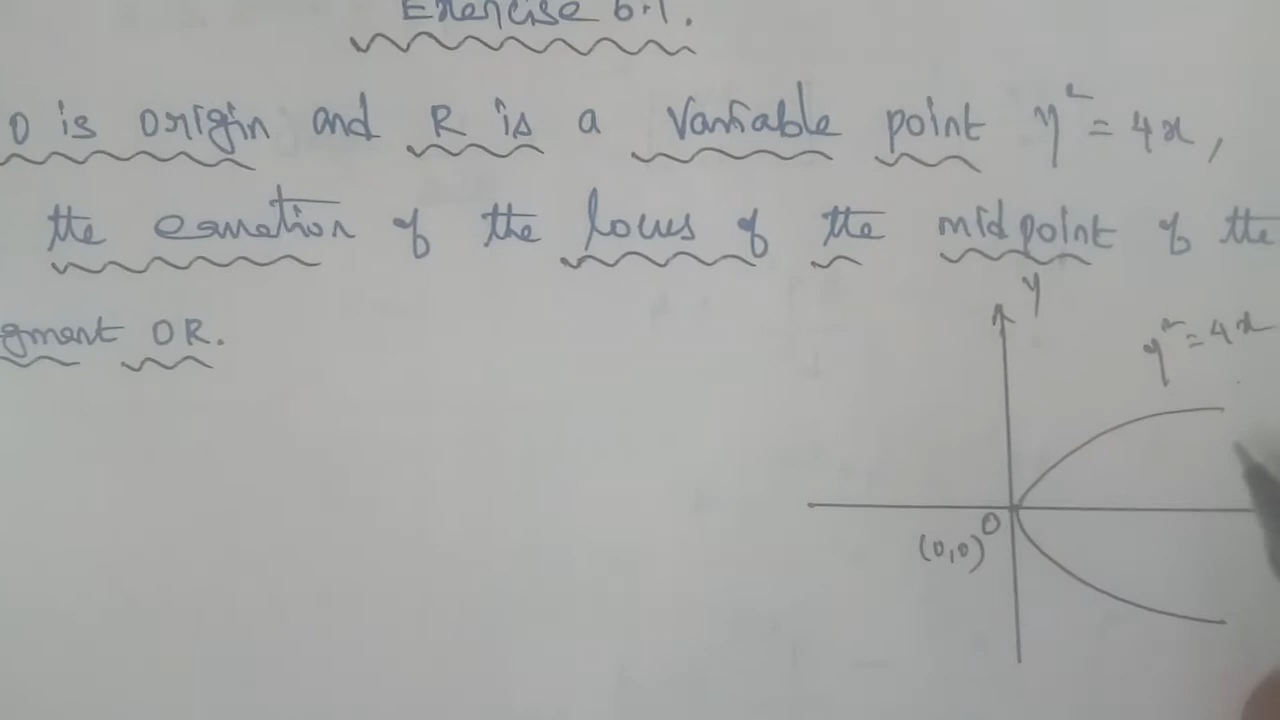 Exercise 6.1.
O is origin and R is a variable point y² = 4x,
the equation of the locus of the midpoint of the
gment OR.
y
y² = 4x
O
(0,0)